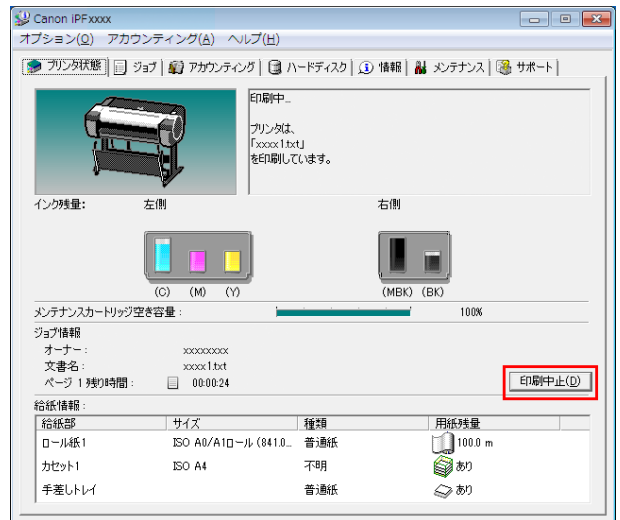 Canon iPFxxxx
オプション(O) アカウンティング(A) ヘルプ(H)
プリンタ状態 ジョブ アカウンティング ハードディスク 情報 メンテナンス サポート
印刷中...
プリンタは、
「xxxx1.txt」
を印刷しています。
インク残量: 左側 右側
(C) (M) (Y) (MBK) (BK)
メンテナンスカートリッジ空き容量: 100%
ジョブ情報
オーナー: xxxxxxxx
文書名: xxxx1.txt
ページ 1 残り時間: 00:00:24
印刷中止(D)
給紙情報:
給紙部 サイズ 種類 用紙残量
ロール紙1 ISO A0/A1ロール (841.0... 普通紙 100.0 m
カセット1 ISO A4 不明 あり
手差しトレイ 普通紙 あり